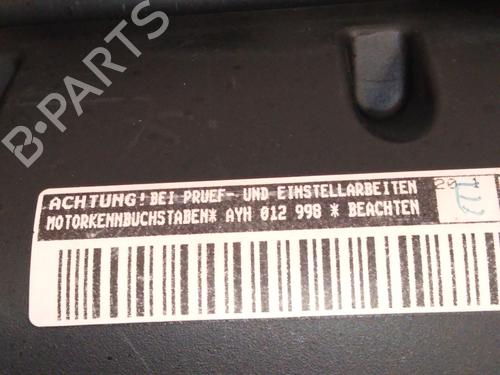 B-PARTS
ACHTUNG! BEI PRUEF- UND EINSTELLARBEITEN
MOTORKENNBUCHSTABEN* AYH 012 998 * BEACHTEN